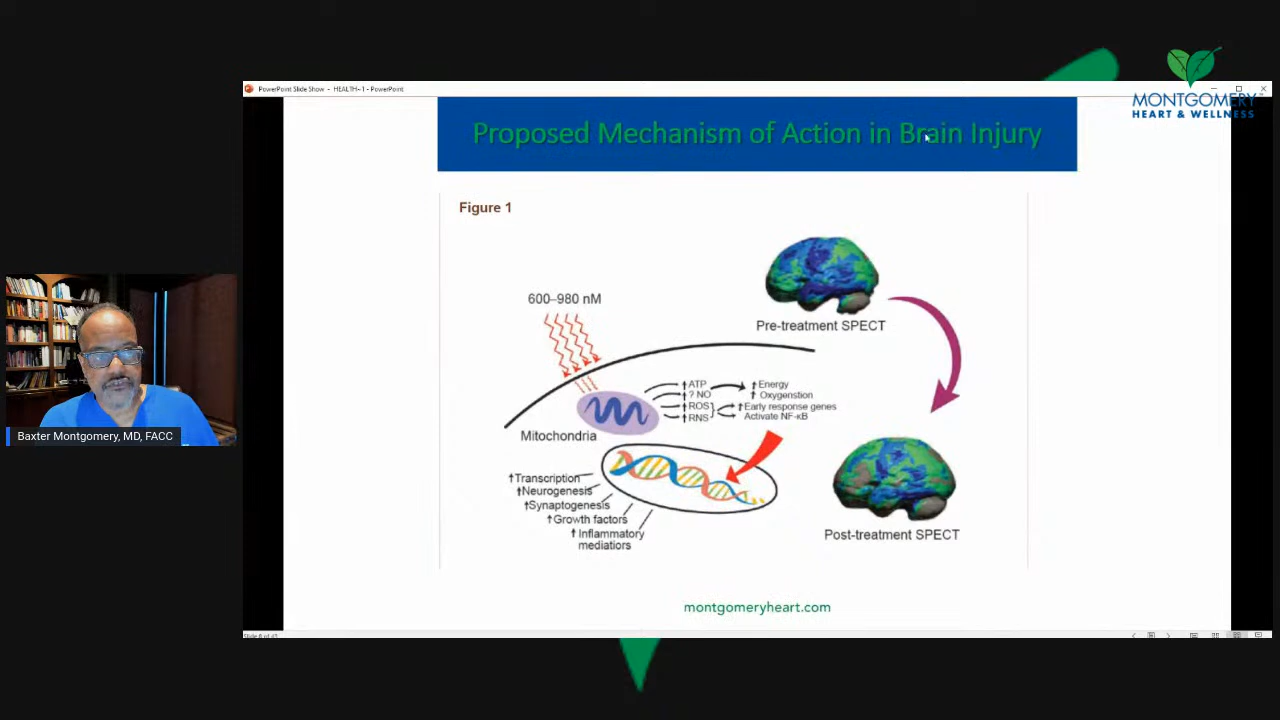 PowerPoint Slide Show - HEALTH~1 - PowerPoint
MONTGOMERY
HEART & WELLNESS
Proposed Mechanism of Action in Brain Injury
Figure 1
600–980 nM
Pre-treatment SPECT
↑ATP
↑? NO
↑ROS
↑RNS
↑ Energy
↑ Oxygenstion
↑Early response genes
Activate NF-κB
Mitochondria
↑Transcription
↑Neurogenesis
↑Synaptogenesis
↑Growth factors
↑Inflammatory
mediatiors
Post-treatment SPECT
Baxter Montgomery, MD, FACC
montgomeryheart.com